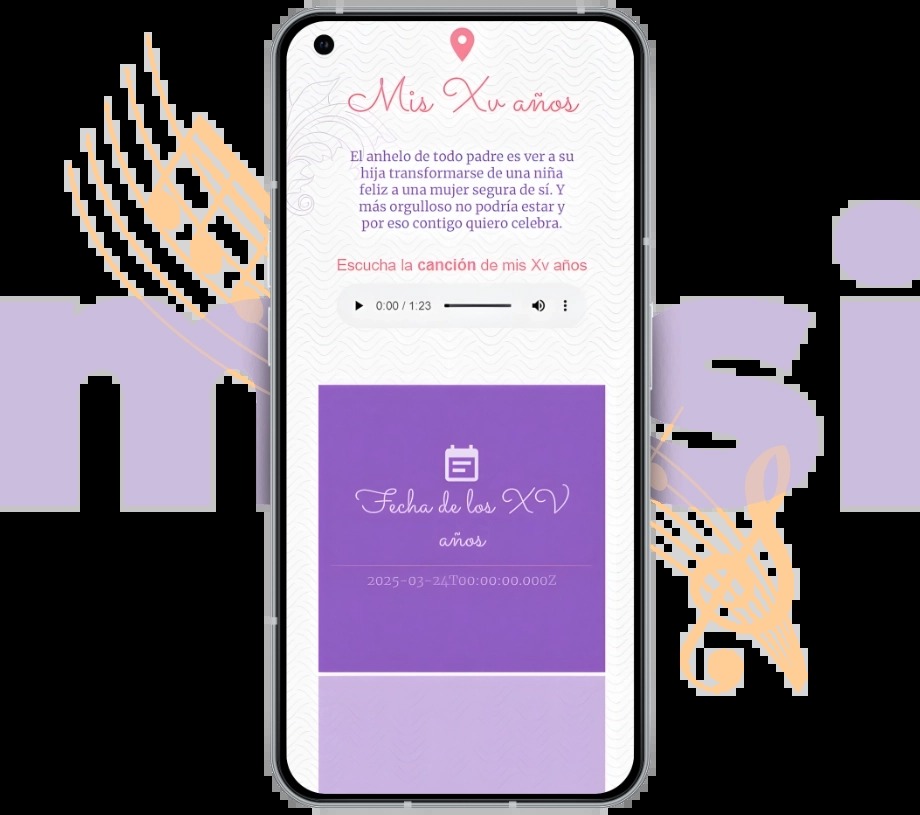 Mis Xv años
El anhelo de todo padre es ver a su
hija transformarse de una niña
feliz a una mujer segura de sí. Y
más orgulloso no podría estar y
por eso contigo quiero celebra.
Escucha la canción de mis Xv años
0:00 / 1:23
Fecha de los XV
años
2025-03-24T00:00:00.000Z